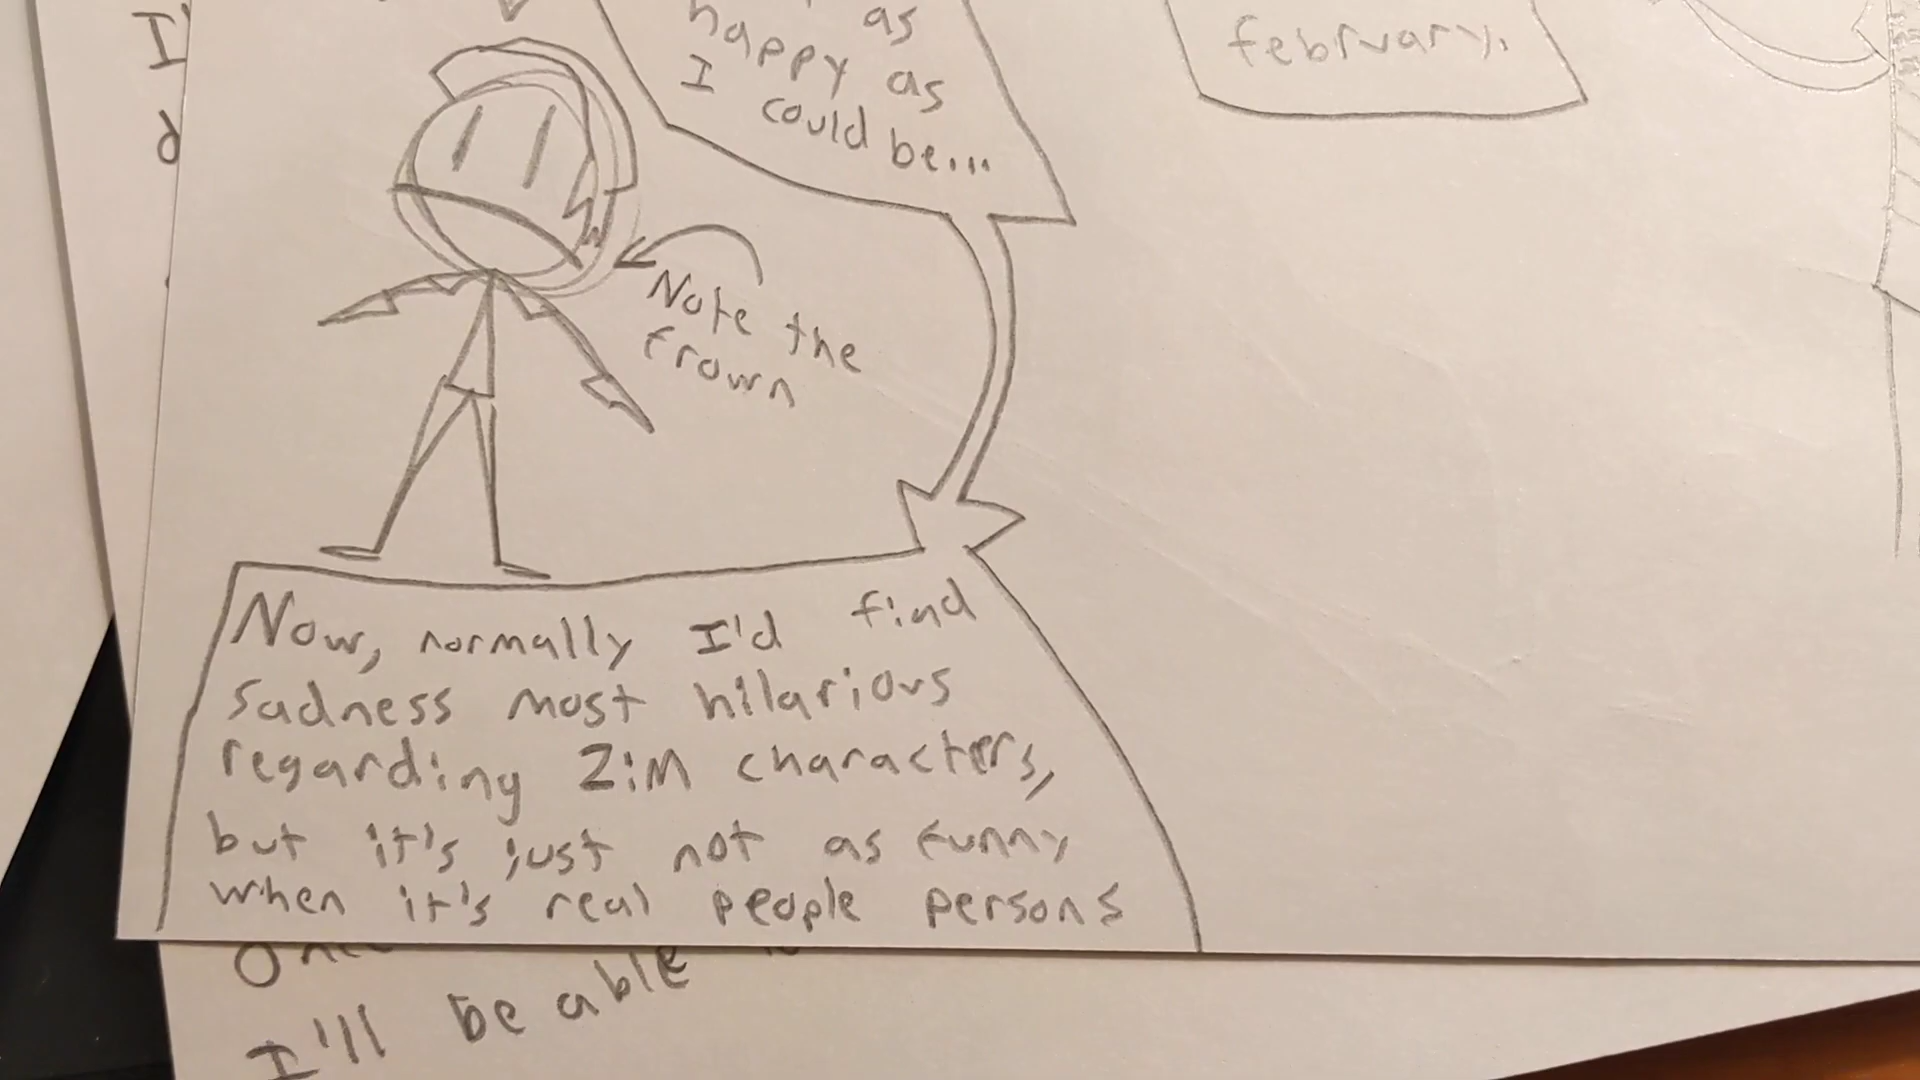 as
happy as
I could be...
february.
Note the
frown
Now, normally I'd find
sadness most hilarious
regarding ZiM characters,
but it's just not as funny
when it's real people persons
I'll be able